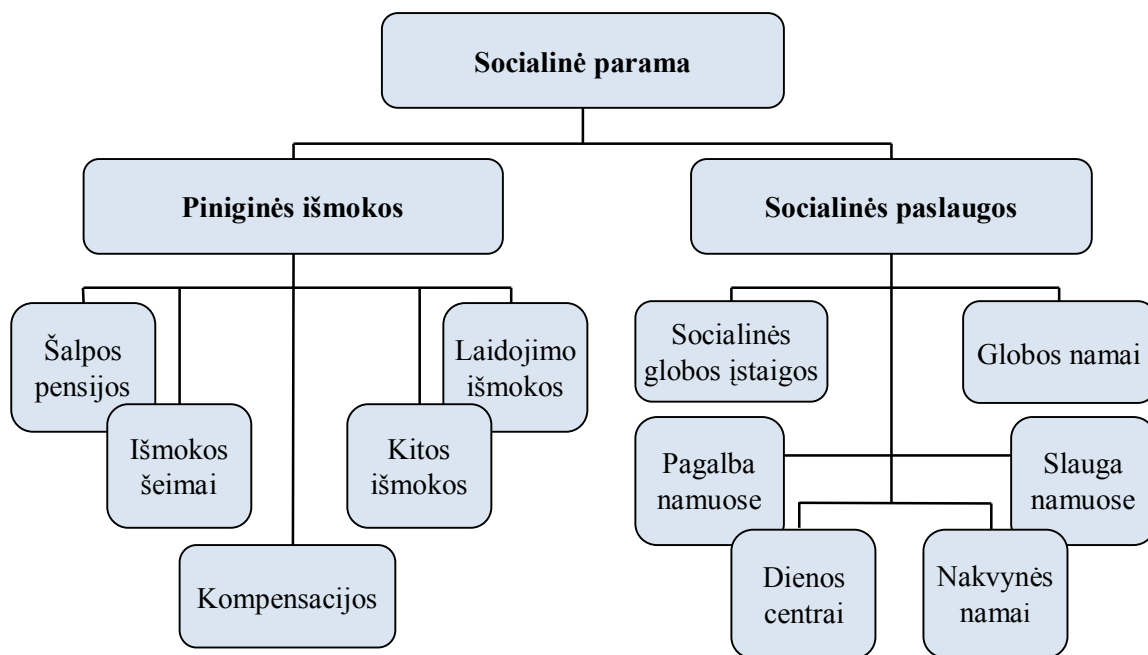 Socialinė parama
Piniginės išmokos
Socialinės paslaugos
Šalpos
pensijos
Išmokos
šeimai
Kompensacijos
Kitos
išmokos
Laidojimo
išmokos
Socialinės
globos įstaigos
Globos namai
Pagalba
namuose
Slauga
namuose
Dienos
centrai
Nakvynės
namai